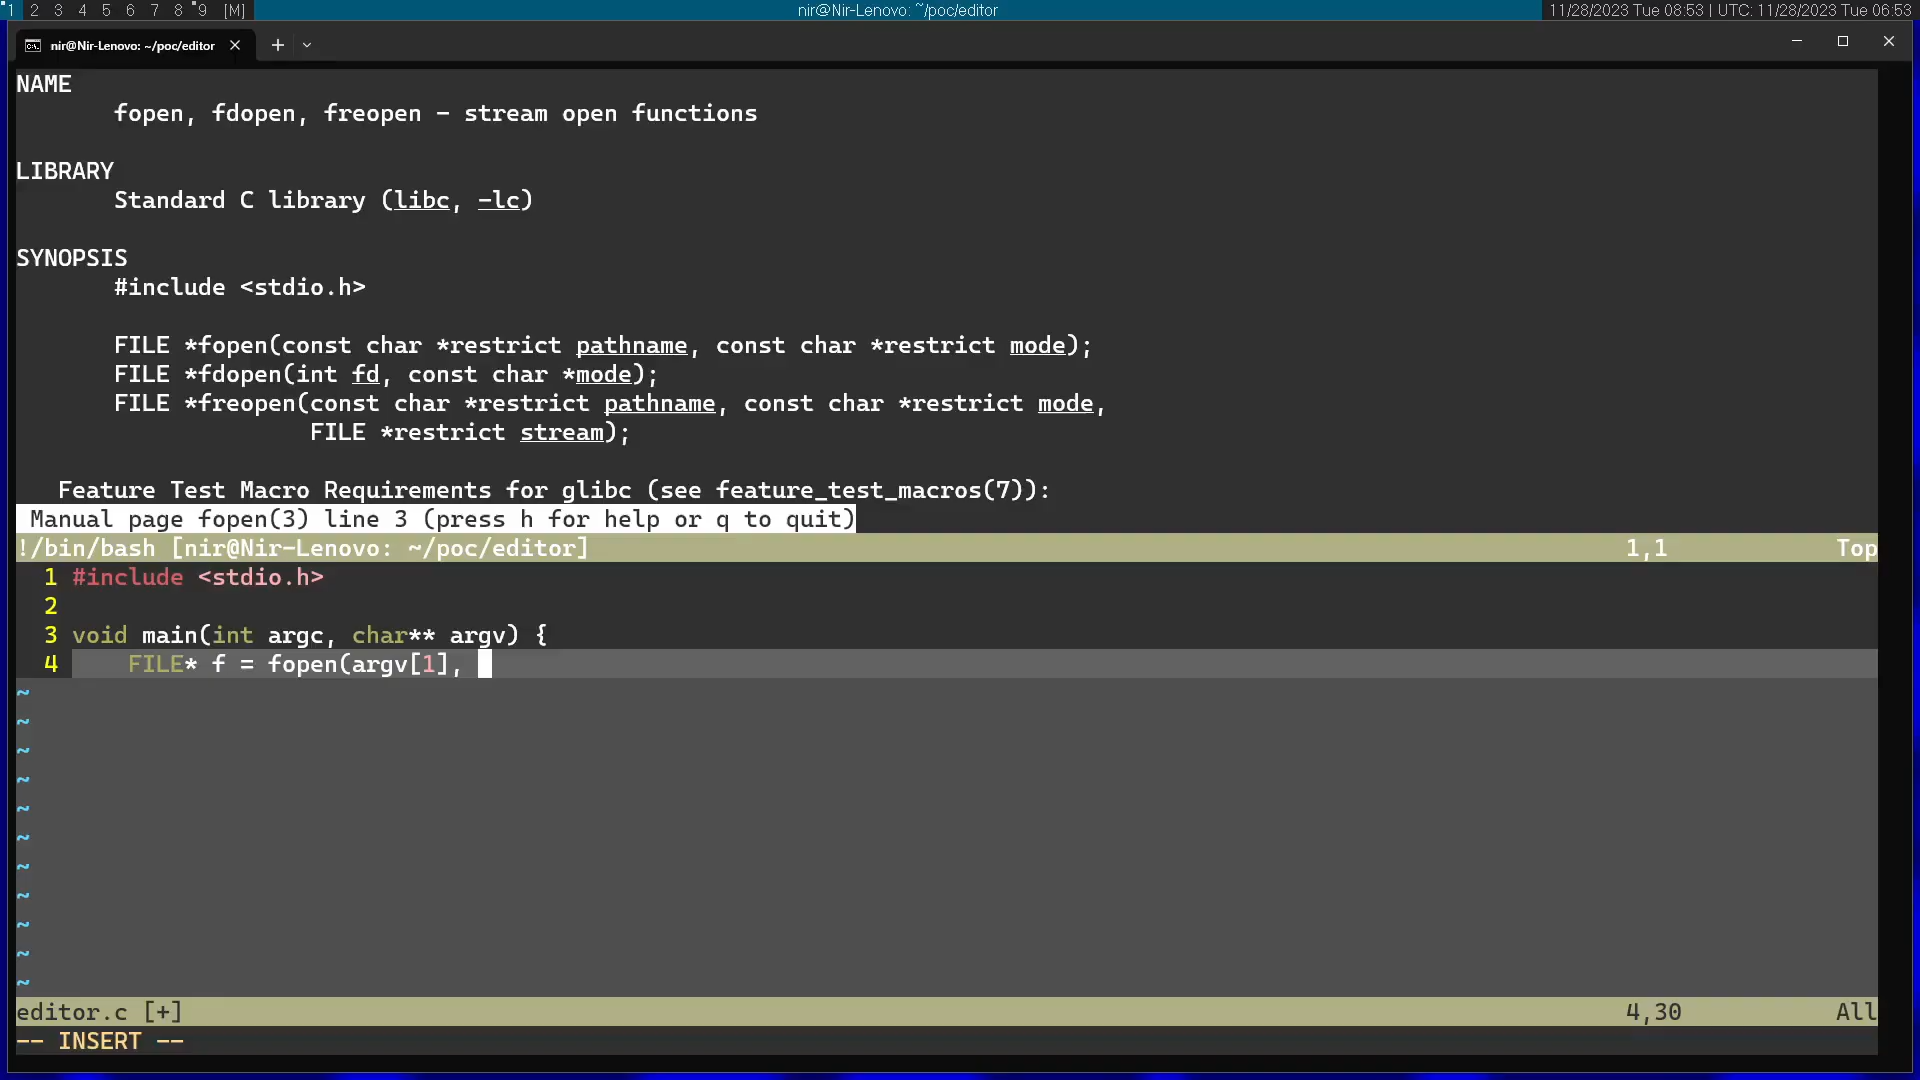 1 2 3 4 5 6 7 8 9 [M] nir@Nir-Lenovo: ~/poc/editor 11/28/2023 Tue 08:53 | UTC: 11/28/2023 Tue 06:53
nir@Nir-Lenovo: ~/poc/editor
NAME
fopen, fdopen, freopen - stream open functions
LIBRARY
Standard C library (libc, -lc)
SYNOPSIS
#include <stdio.h>
FILE *fopen(const char *restrict pathname, const char *restrict mode);
FILE *fdopen(int fd, const char *mode);
FILE *freopen(const char *restrict pathname, const char *restrict mode,
FILE *restrict stream);
Feature Test Macro Requirements for glibc (see feature_test_macros(7)):
Manual page fopen(3) line 3 (press h for help or q to quit)
!/bin/bash [nir@Nir-Lenovo: ~/poc/editor] 1,1 Top
1 #include <stdio.h>
2
3 void main(int argc, char** argv) {
4 FILE* f = fopen(argv[1],
~
~
~
~
~
~
~
~
~
~
~
editor.c [+] 4,30 All
-- INSERT --